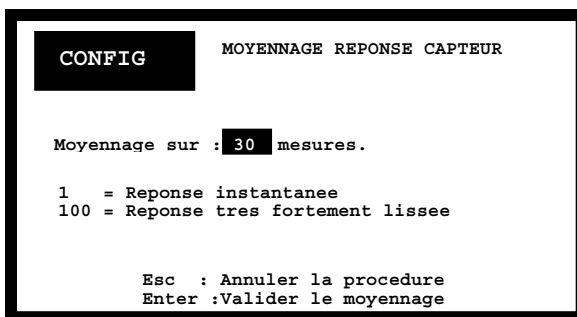 CONFIG
MOYENNAGE REPONSE CAPTEUR
Moyennage sur : 30 mesures.
1 = Reponse instantanee
100 = Reponse tres fortement lissee
Esc : Annuler la procedure
Enter :Valider le moyennage